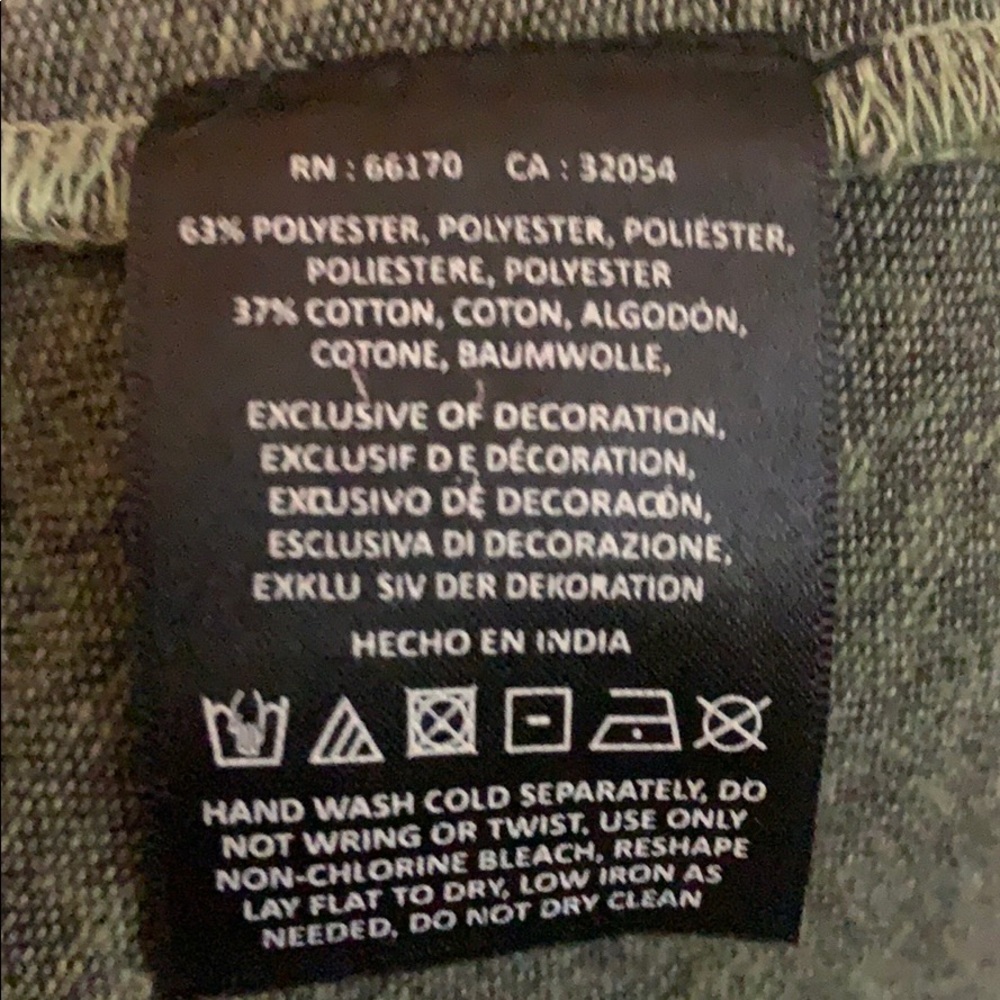 RN : 66170 CA : 32054
63% POLYESTER, POLYESTER, POLIÉSTER,
POLIESTERE, POLYESTER
37% COTTON, COTON, ALGODÓN,
COTONE, BAUMWOLLE,
EXCLUSIVE OF DECORATION,
EXCLUSIF DE DÉCORATION,
EXCLUSIVO DE DECORACÓN,
ESCLUSIVA DI DECORAZIONE,
EXKLU SIV DER DEKORATION
HECHO EN INDIA
HAND WASH COLD SEPARATELY, DO
NOT WRING OR TWIST, USE ONLY
NON-CHLORINE BLEACH, RESHAPE
LAY FLAT TO DRY, LOW IRON AS
NEEDED, DO NOT DRY CLEAN